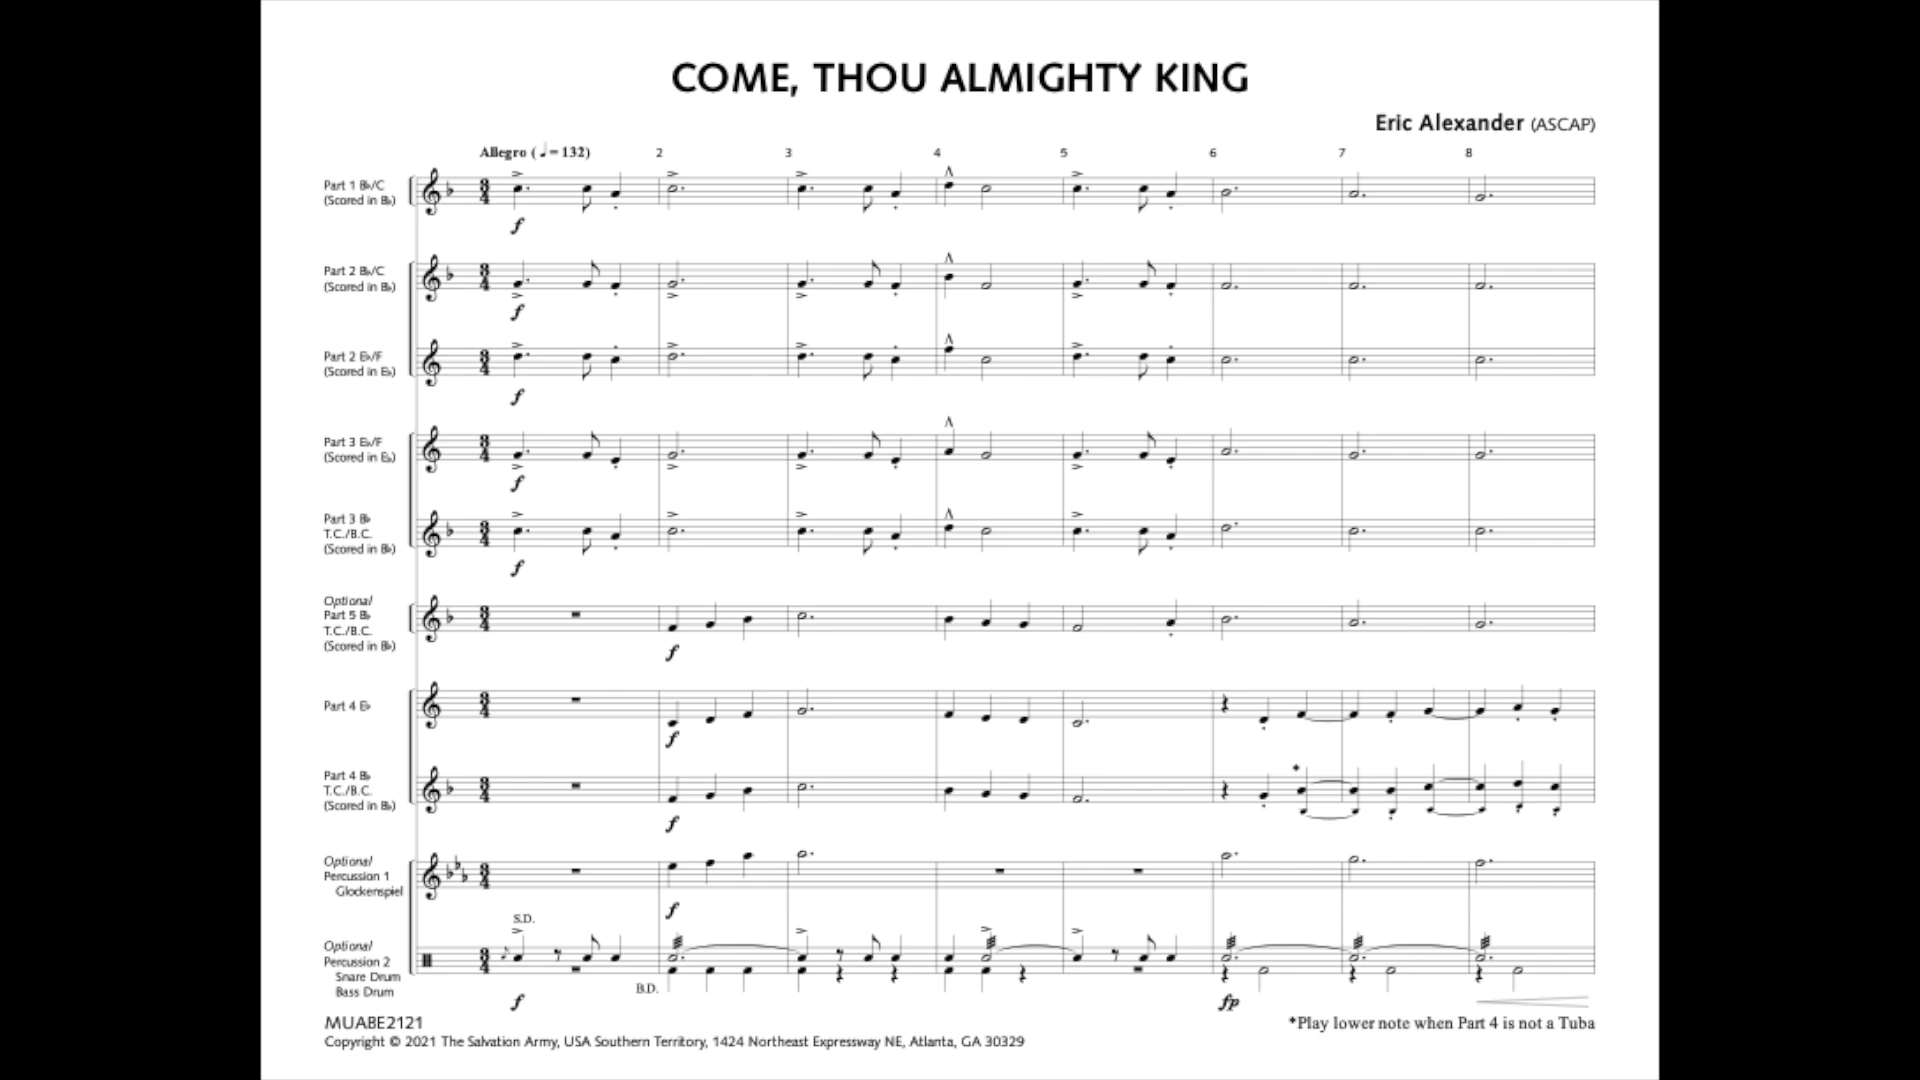 COME, THOU ALMIGHTY KING
Eric Alexander (ASCAP)
Allegro (♩=132)
2 3 4 5 6 7 8
Part 1 B♭/C
(Scored in B♭)
f
Part 2 B♭/C
(Scored in B♭)
f
Part 2 E♭/F
(Scored in E♭)
f
Part 3 E♭/F
(Scored in E♭)
f
Part 3 B♭
T.C./B.C.
(Scored in B♭)
f
Optional
Part 5 B♭
T.C./B.C.
(Scored in B♭)
f
Part 4 E♭
f
Part 4 B♭
T.C./B.C.
(Scored in B♭)
f
Optional
Percussion 1
Glockenspiel
f
S.D.
Optional
Percussion 2
Snare Drum
Bass Drum
B.D.
f
fp
MUABE2121
*Play lower note when Part 4 is not a Tuba
Copyright © 2021 The Salvation Army, USA Southern Territory, 1424 Northeast Expressway NE, Atlanta, GA 30329